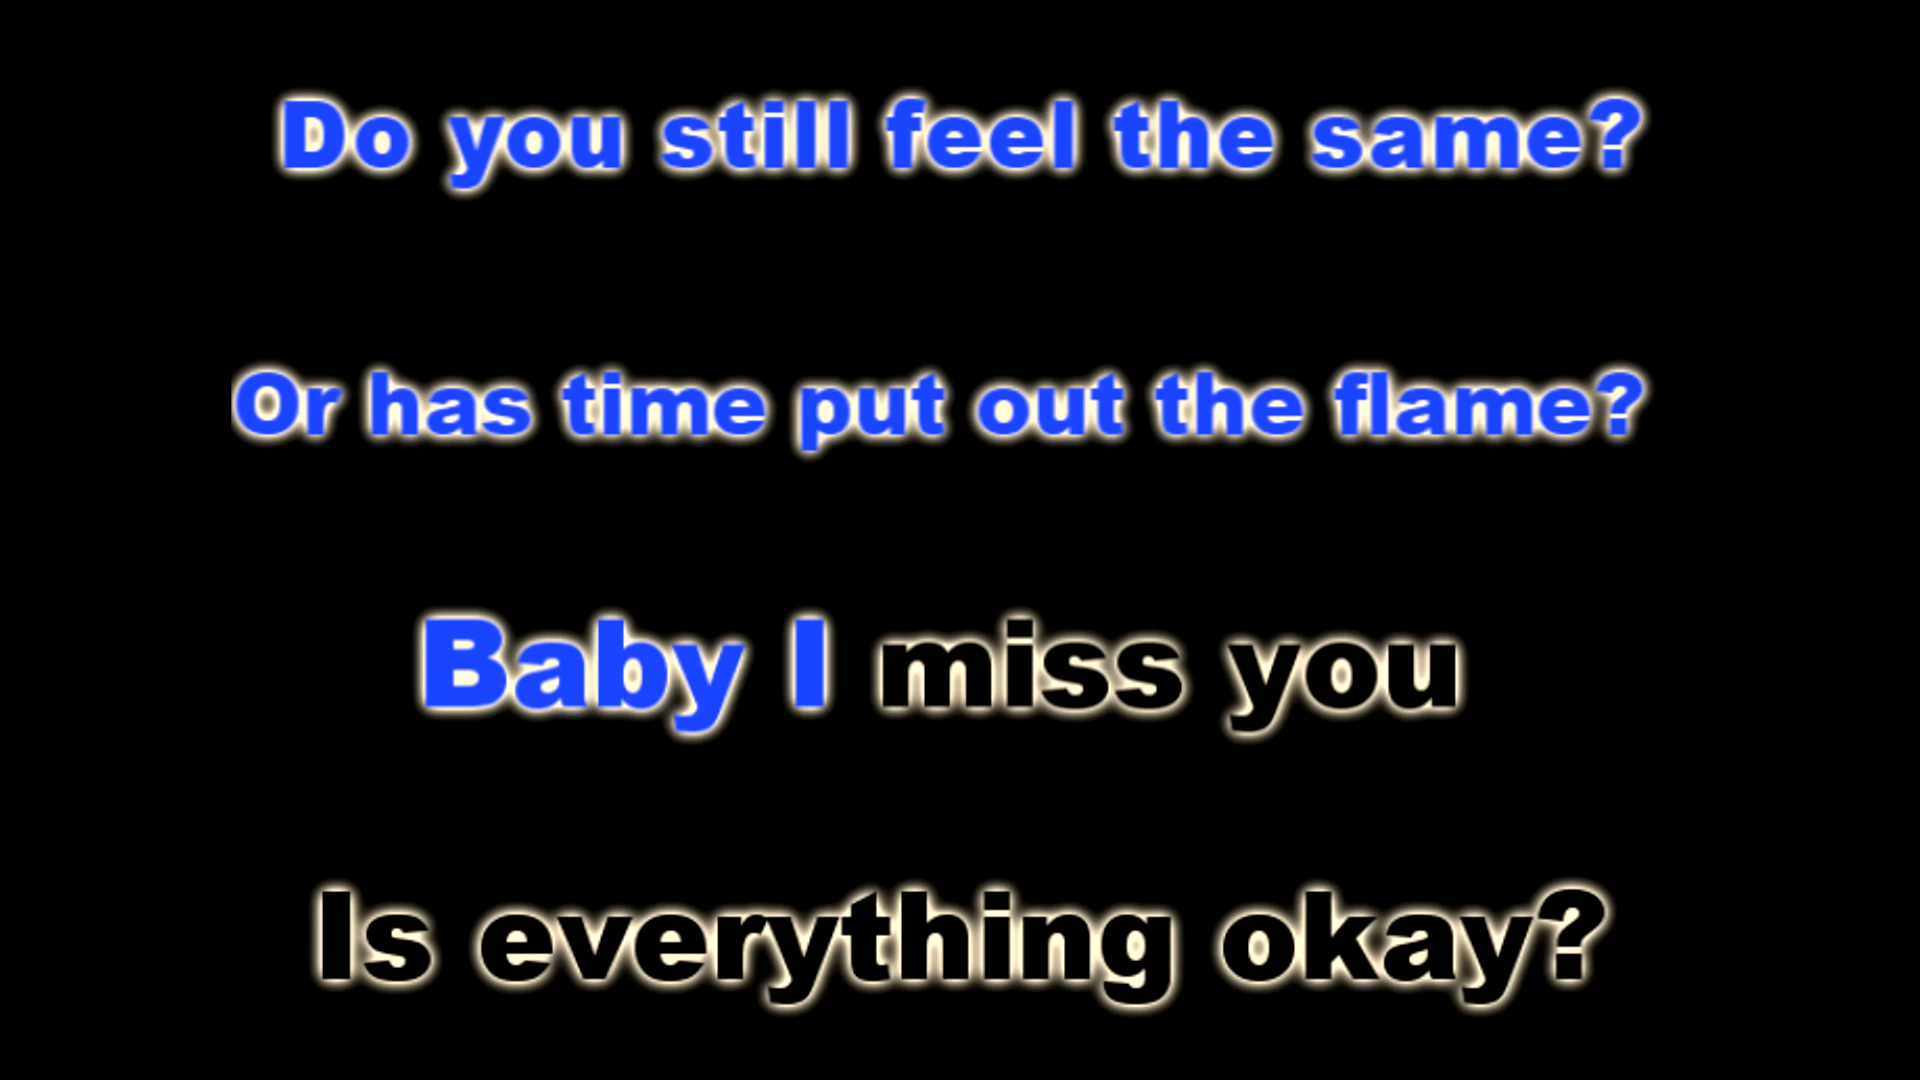 Do you still feel the same?
Or has time put out the flame?
Baby I miss you
Is everything okay?